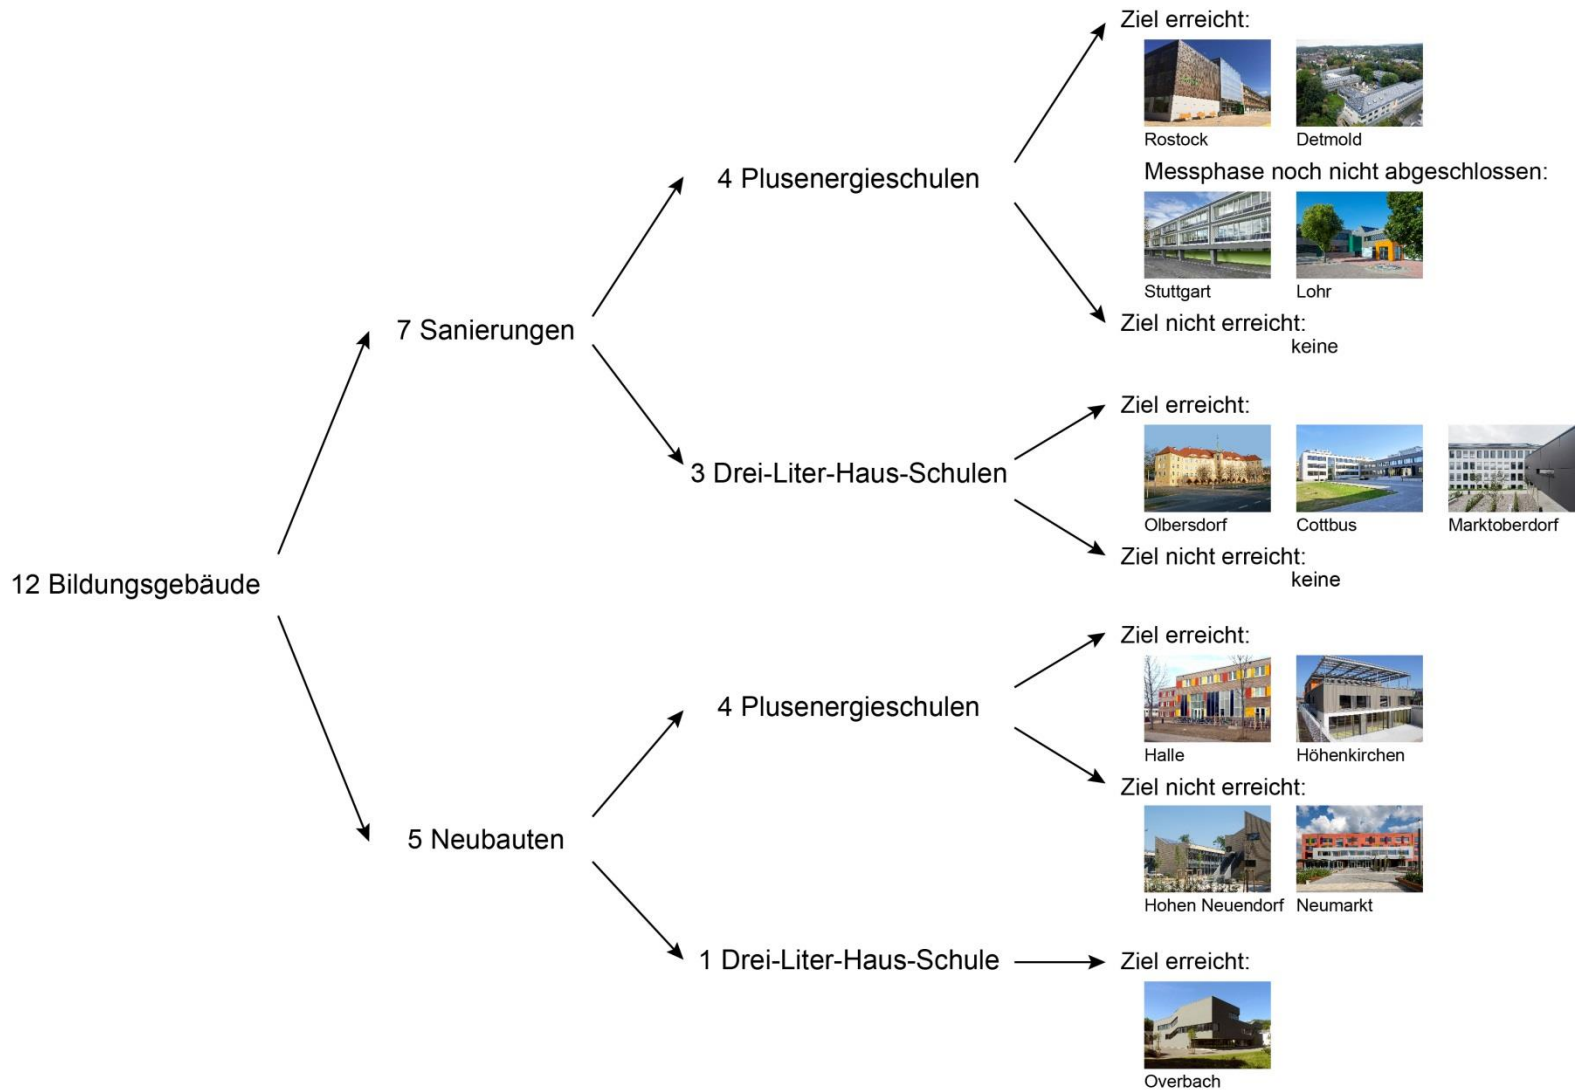 12 Bildungsgebäude
7 Sanierungen
4 Plusenergieschulen
Ziel erreicht:
Rostock
Detmold
Messphase noch nicht abgeschlossen:
Stuttgart
Lohr
Ziel nicht erreicht:
keine
3 Drei-Liter-Haus-Schulen
Ziel erreicht:
Olbersdorf
Cottbus
Marktoberdorf
Ziel nicht erreicht:
keine
5 Neubauten
4 Plusenergieschulen
Ziel erreicht:
Halle
Höhenkirchen
Ziel nicht erreicht:
Hohen Neuendorf
Neumarkt
1 Drei-Liter-Haus-Schule
Ziel erreicht:
Overbach